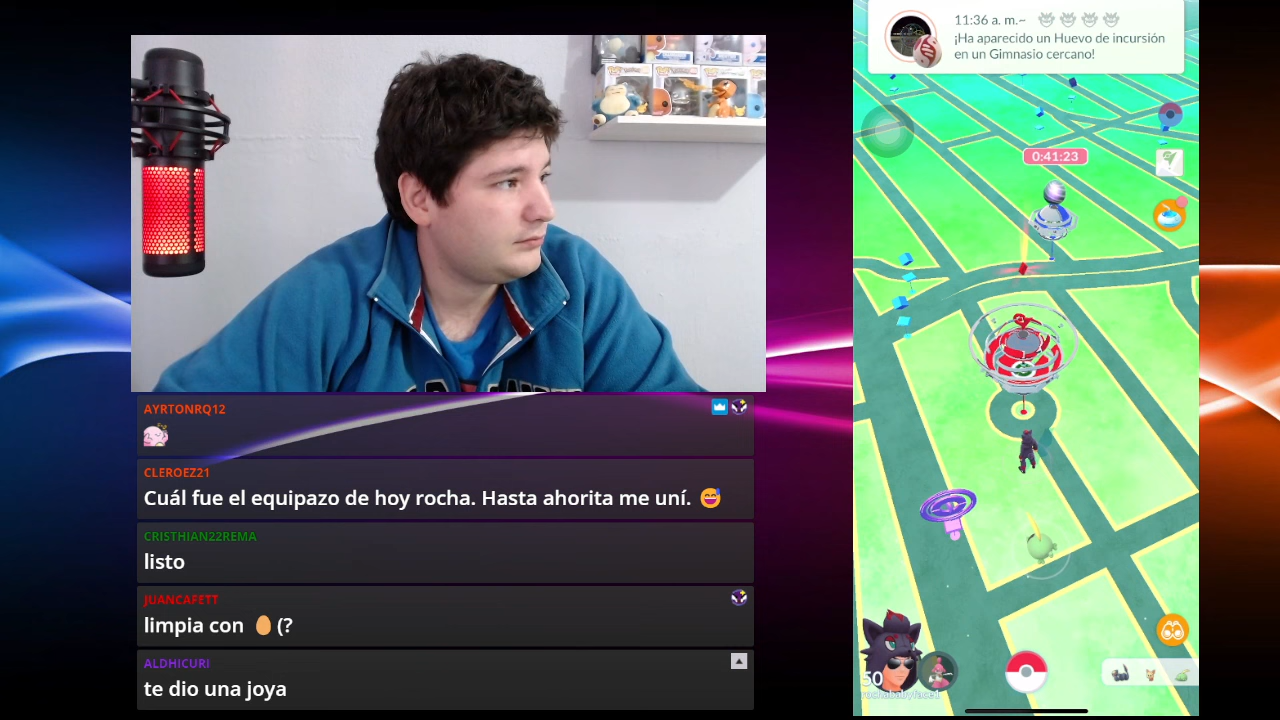 11:36 a. m.~
¡Ha aparecido un Huevo de incursión
en un Gimnasio cercano!
0:41:23
AYRTONRQ12
CLEROEZ21
Cuál fue el equipazo de hoy rocha. Hasta ahorita me uní. 😅
CRISTHIAN22REMA
listo
JUANCAFETT
limpia con 🥚 (?
ALDHICURI
te dio una joya
50
rochababyface1